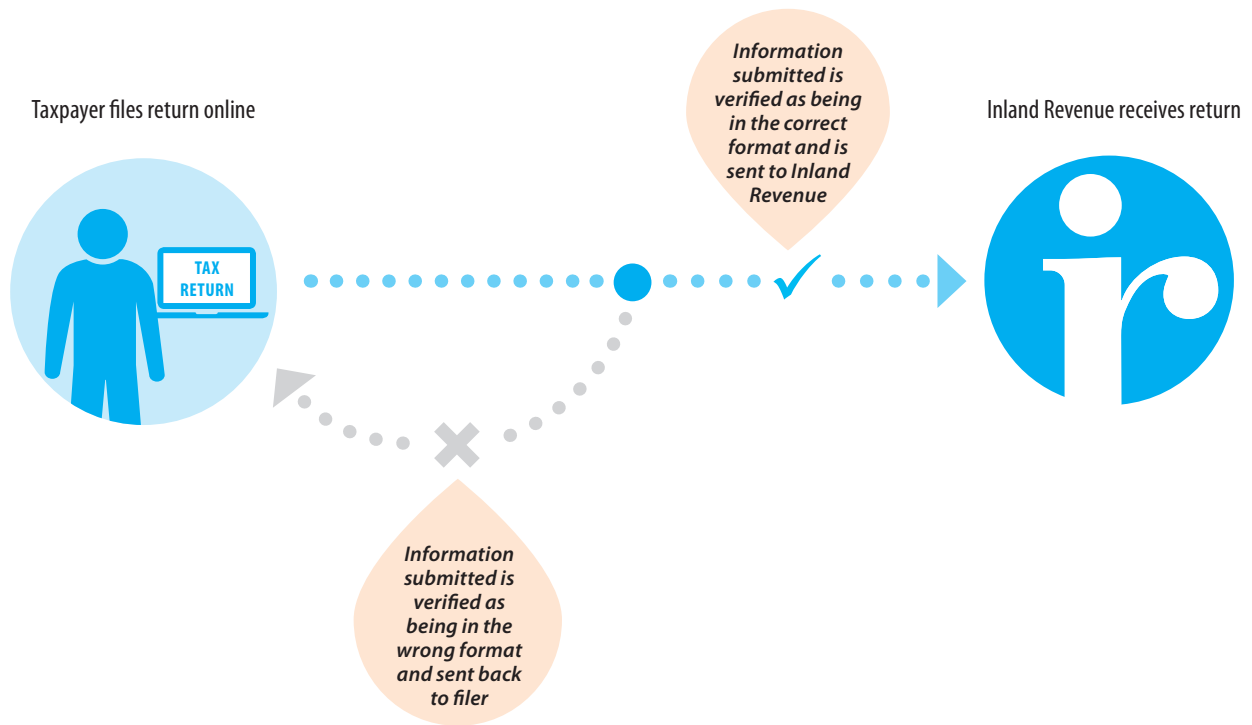 Taxpayer files return online
TAX
RETURN
Information
submitted is
verified as being
in the correct
format and is
sent to Inland
Revenue
Inland Revenue receives return
ir
Information
submitted is
verified as
being in the
wrong format
and sent back
to filer